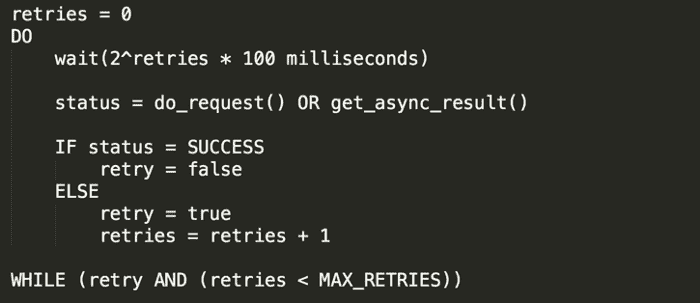 retries = 0
DO
wait(2^retries * 100 milliseconds)
status = do_request() OR get_async_result()
IF status = SUCCESS
retry = false
ELSE
retry = true
retries = retries + 1
WHILE (retry AND (retries < MAX_RETRIES))